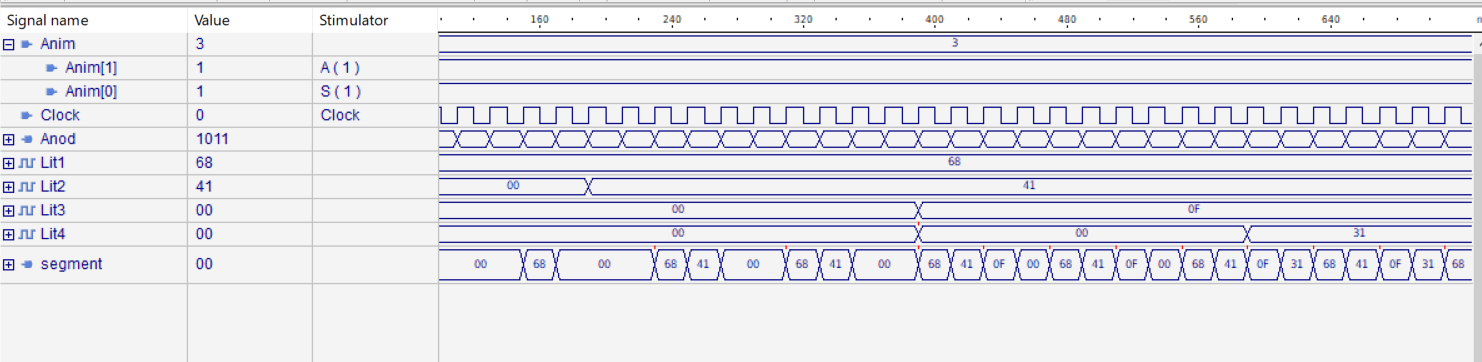 Signal name Value Stimulator 160 240 320 400 480 560 640
Anim 3 3
Anim[1] 1 A ( 1 )
Anim[0] 1 S ( 1 )
Clock 0 Clock
Anod 1011
Lit1 68 68
Lit2 41 00 41
Lit3 00 00 0F
Lit4 00 00 00 31
segment 00 00 68 00 68 41 00 68 41 00 68 41 0F 00 68 41 0F 00 68 41 0F 31 68 41 0F 31 68